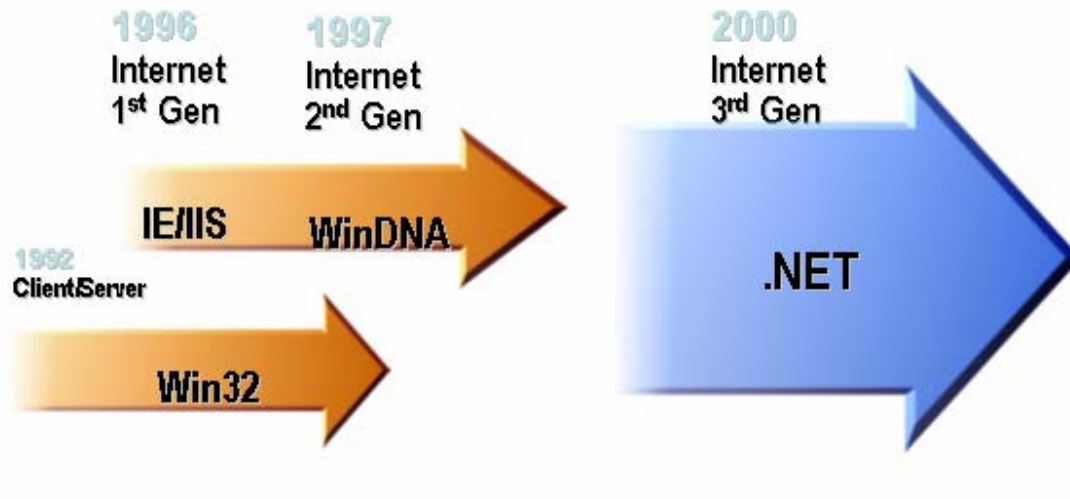 1996
Internet
1st Gen
1997
Internet
2nd Gen
2000
Internet
3rd Gen
IE/IIS
WinDNA
.NET
1992
Client/Server
Win32